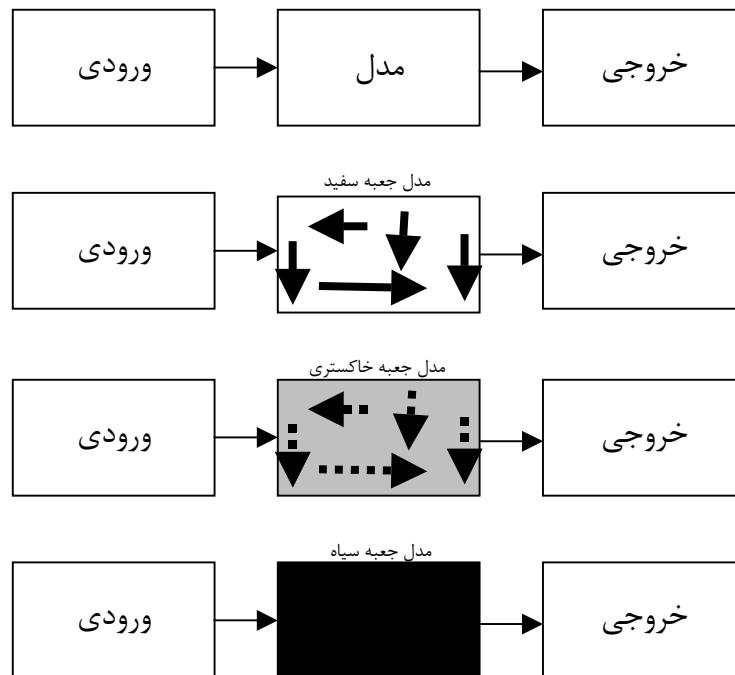 ورودی
مدل
خروجی
مدل جعبه سفید
ورودی
خروجی
مدل جعبه خاکستری
ورودی
خروجی
مدل جعبه سیاه
ورودی
خروجی